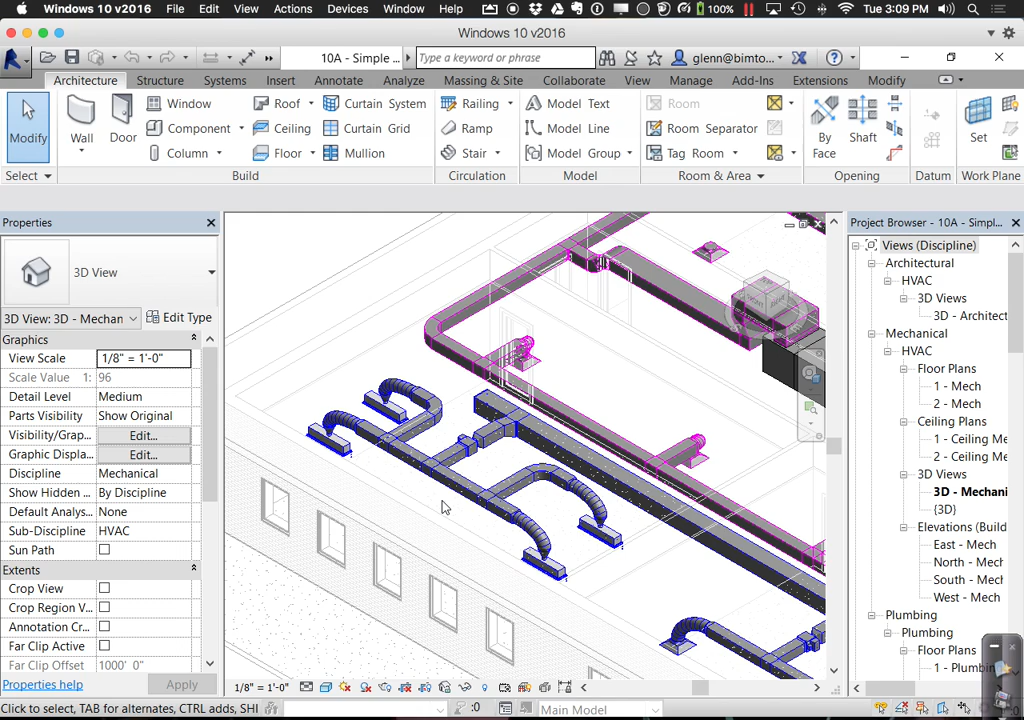 Windows 10 v2016 File Edit View Actions Devices Window Help 100% Tue 3:09 PM
Windows 10 v2016
10A - Simple ... Type a keyword or phrase glenn@bimto...
Architecture Structure Systems Insert Annotate Analyze Massing & Site Collaborate View Manage Add-Ins Extensions Modify
Modify
Select
Wall
Door
Window
Component
Column
Roof
Ceiling
Floor
Curtain System
Curtain Grid
Mullion
Build
Railing
Ramp
Stair
Circulation
Model Text
Model Line
Model Group
Model
Room
Room Separator
Tag Room
Room & Area
By Face
Shaft
Opening
Datum
Set
Work Plane
Properties
3D View
3D View: 3D - Mechan
Edit Type
Graphics
View Scale 1/8" = 1'-0"
Scale Value 1: 96
Detail Level Medium
Parts Visibility Show Original
Visibility/Grap... Edit...
Graphic Displa... Edit...
Discipline Mechanical
Show Hidden ... By Discipline
Default Analys... None
Sub-Discipline HVAC
Sun Path
Extents
Crop View
Crop Region V...
Annotation Cr...
Far Clip Active
Far Clip Offset 1000' 0"
Properties help
Apply
Project Browser - 10A - Simpl...
Views (Discipline)
Architectural
HVAC
3D Views
3D - Architect
Mechanical
HVAC
Floor Plans
1 - Mech
2 - Mech
Ceiling Plans
1 - Ceiling Me
2 - Ceiling Me
3D Views
3D - Mechani
{3D}
Elevations (Build
East - Mech
North - Mech
South - Mech
West - Mech
Plumbing
Plumbing
Floor Plans
1 - Plumbin
1/8" = 1'-0"
Click to select, TAB for alternates, CTRL adds, SHI :0 Main Model